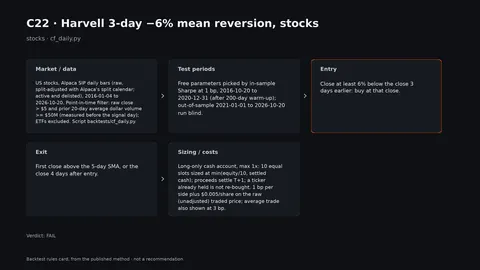 C22 · Harvell 3-day −6% mean reversion, stocks
stocks · cf_daily.py
Market / data
US stocks, Alpaca SIP daily bars (raw,
split-adjusted with Alpaca's split calendar;
active and delisted), 2016-01-04 to
2026-10-20. Point-in-time filter: raw close
> $5 and prior 20-day average dollar volume
>= $50M (measured before the signal day);
ETFs excluded. Script backtests/cf_daily.py
›
Test periods
Free parameters picked by in-sample
Sharpe at 1 bp, 2016-10-20 to
2020-12-31 (after 200-day warm-up);
out-of-sample 2021-01-01 to 2026-10-20
run blind.
›
Entry
Close at least 6% below the close 3
days earlier: buy at that close.
Exit
First close above the 5-day SMA, or the
close 4 days after entry.
›
Sizing / costs
Long-only cash account, max 1x: 10 equal
slots sized at min(equity/10, settled
cash); proceeds settle T+1; a ticker
already held is not re-bought. 1 bp per
side plus $0.005/share on the raw
(unadjusted) traded price; average trade
also shown at 3 bp.
Verdict: FAIL
Backtest rules card, from the published method · not a recommendation.